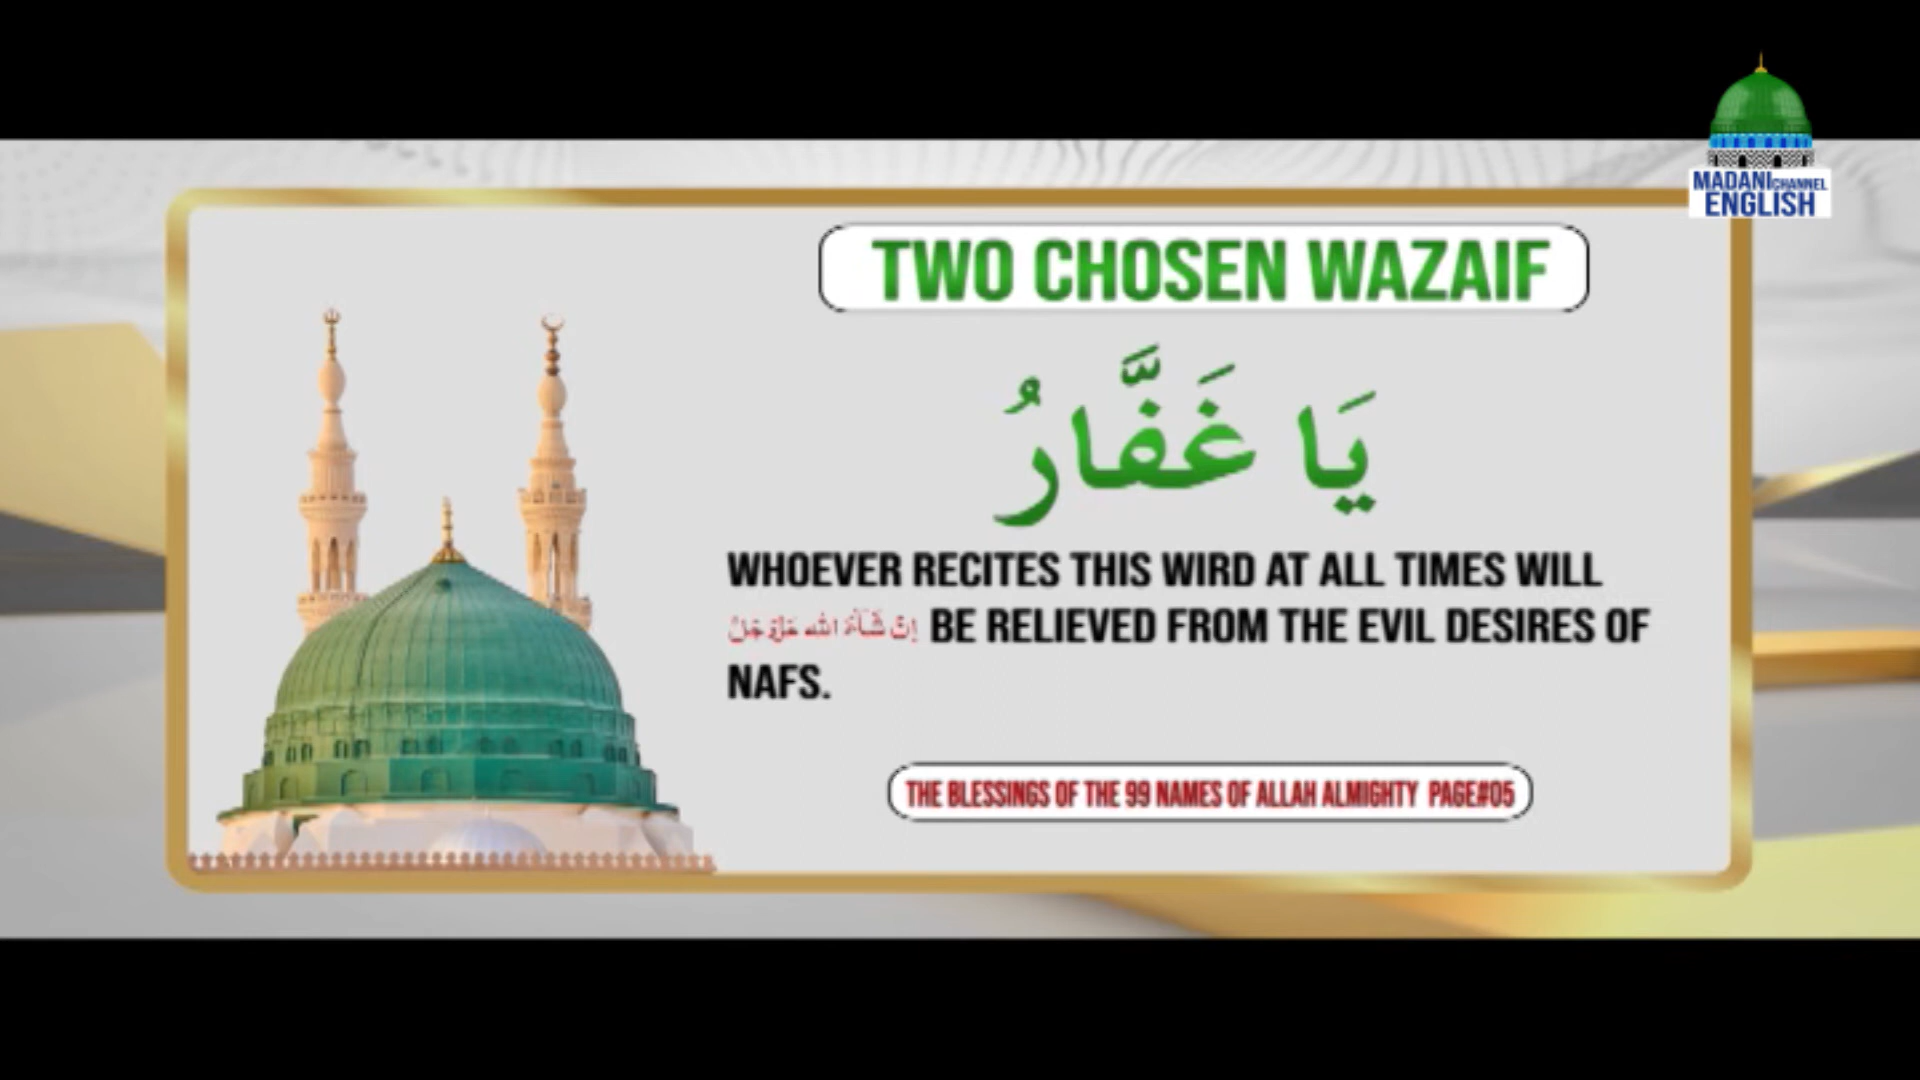 MADANI CHANNEL
ENGLISH
TWO CHOSEN WAZAIF
يَا غَفَّارُ
WHOEVER RECITES THIS WIRD AT ALL TIMES WILL
اِنْ شَآءَ اللّٰه عَزَّوَجَلَّ BE RELIEVED FROM THE EVIL DESIRES OF
NAFS.
THE BLESSINGS OF THE 99 NAMES OF ALLAH ALMIGHTY PAGE#05